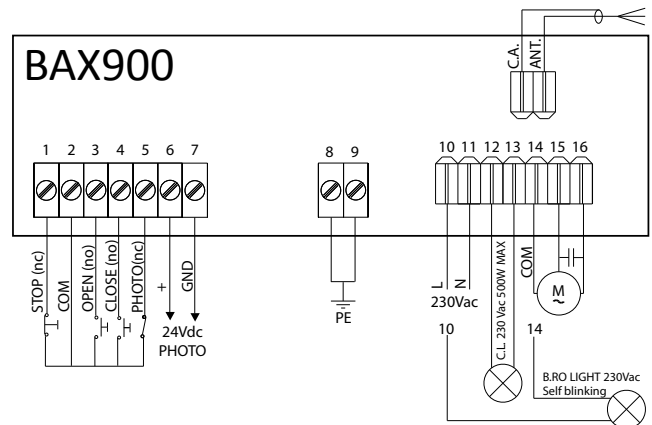 C.A.
ANT.
BAX900
1 2 3 4 5 6 7
8 9
10 11 12 13 14 15 16
STOP (nc)
COM
OPEN (no)
CLOSE (no)
PHOTO(nc)
+
GND
24Vdc
PHOTO
PE
L
N
230Vac
C.L. 230 Vac 500W MAX
COM
M
~
10
14
B.RO LIGHT 230Vac
Self blinking